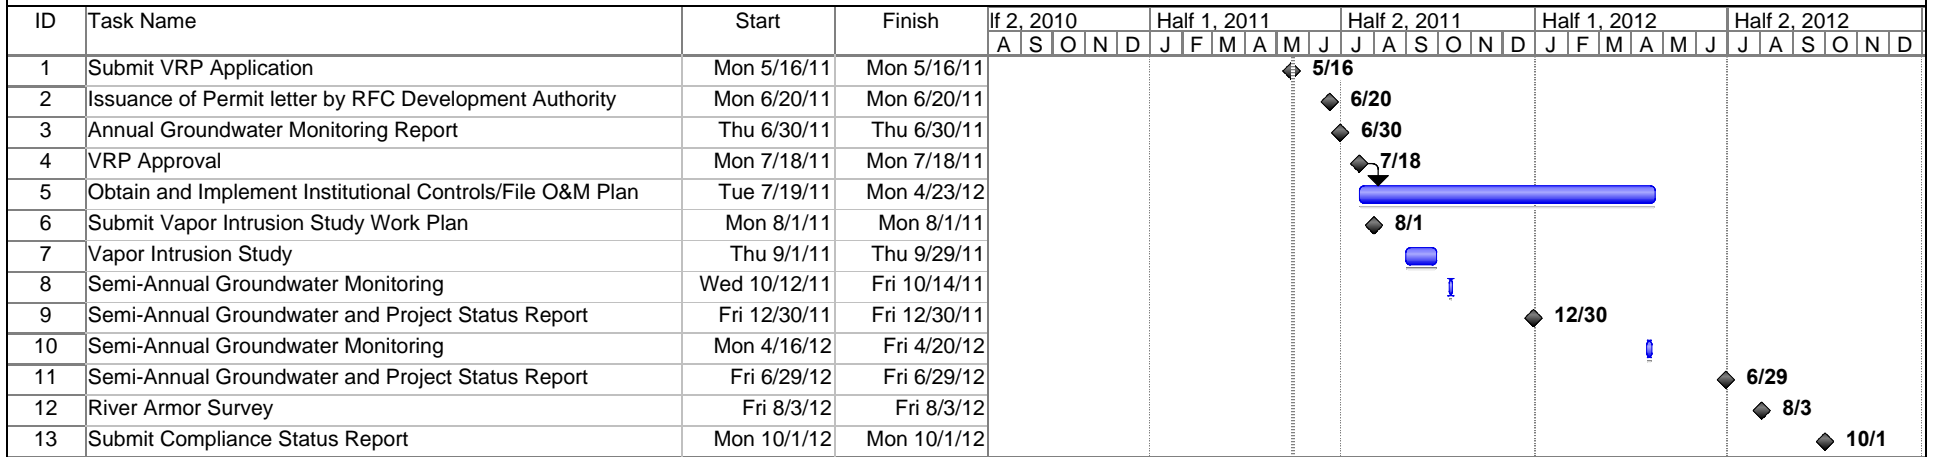 ID Task Name Start Finish lf 2, 2010 Half 1, 2011 Half 2, 2011 Half 1, 2012 Half 2, 2012
A S O N D J F M A M J J A S O N D J F M A M J J A S O N D
1 Submit VRP Application Mon 5/16/11 Mon 5/16/11 5/16
2 Issuance of Permit letter by RFC Development Authority Mon 6/20/11 Mon 6/20/11 6/20
3 Annual Groundwater Monitoring Report Thu 6/30/11 Thu 6/30/11 6/30
4 VRP Approval Mon 7/18/11 Mon 7/18/11 7/18
5 Obtain and Implement Institutional Controls/File O&M Plan Tue 7/19/11 Mon 4/23/12
6 Submit Vapor Intrusion Study Work Plan Mon 8/1/11 Mon 8/1/11 8/1
7 Vapor Intrusion Study Thu 9/1/11 Thu 9/29/11
8 Semi-Annual Groundwater Monitoring Wed 10/12/11 Fri 10/14/11
9 Semi-Annual Groundwater and Project Status Report Fri 12/30/11 Fri 12/30/11 12/30
10 Semi-Annual Groundwater Monitoring Mon 4/16/12 Fri 4/20/12
11 Semi-Annual Groundwater and Project Status Report Fri 6/29/12 Fri 6/29/12 6/29
12 River Armor Survey Fri 8/3/12 Fri 8/3/12 8/3
13 Submit Compliance Status Report Mon 10/1/12 Mon 10/1/12 10/1